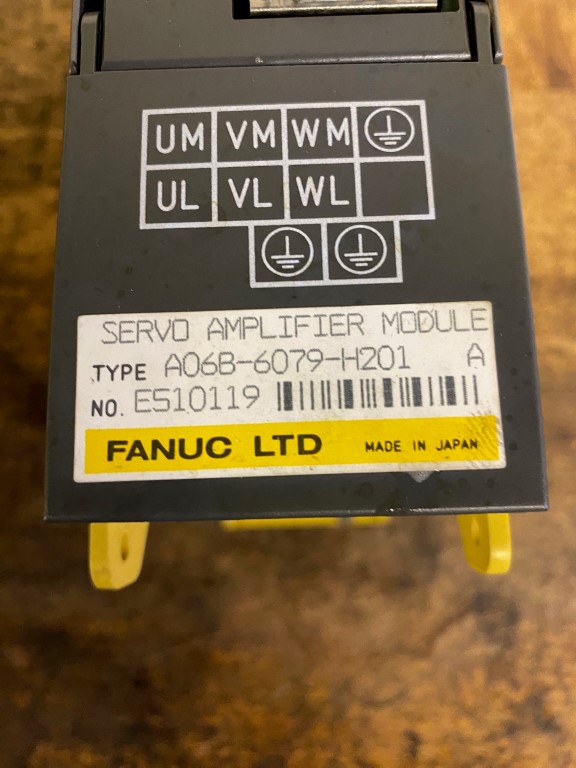 UM VM WM
UL VL WL
SERVO AMPLIFIER MODULE
TYPE A06B-6079-H201 A
NO. ES10119
FANUC LTD MADE IN JAPAN